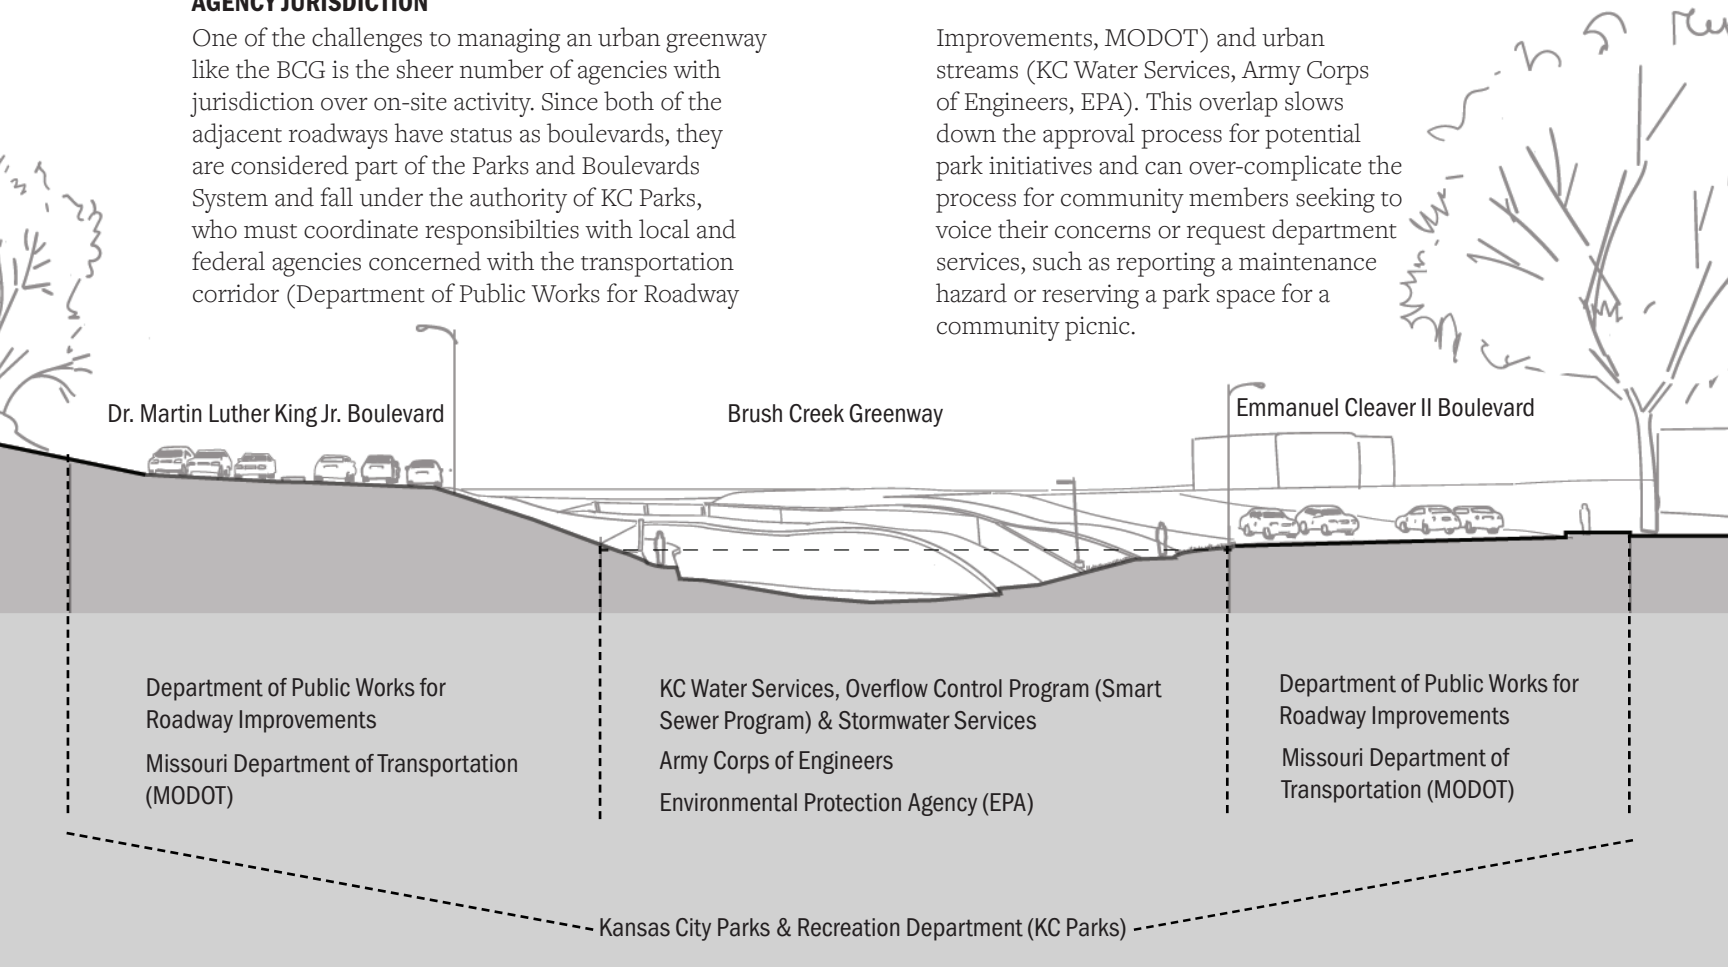 AGENCY JURISDICTION
One of the challenges to managing an urban greenway
like the BCG is the sheer number of agencies with
jurisdiction over on-site activity. Since both of the
adjacent roadways have status as boulevards, they
are considered part of the Parks and Boulevards
System and fall under the authority of KC Parks,
who must coordinate responsibilties with local and
federal agencies concerned with the transportation
corridor (Department of Public Works for Roadway
Improvements, MODOT) and urban
streams (KC Water Services, Army Corps
of Engineers, EPA). This overlap slows
down the approval process for potential
park initiatives and can over-complicate the
process for community members seeking to
voice their concerns or request department
services, such as reporting a maintenance
hazard or reserving a park space for a
community picnic.
Dr. Martin Luther King Jr. Boulevard
Brush Creek Greenway
Emmanuel Cleaver II Boulevard
Department of Public Works for
Roadway Improvements
Missouri Department of Transportation
(MODOT)
KC Water Services, Overflow Control Program (Smart
Sewer Program) & Stormwater Services
Army Corps of Engineers
Environmental Protection Agency (EPA)
Department of Public Works for
Roadway Improvements
Missouri Department of
Transportation (MODOT)
Kansas City Parks & Recreation Department (KC Parks)